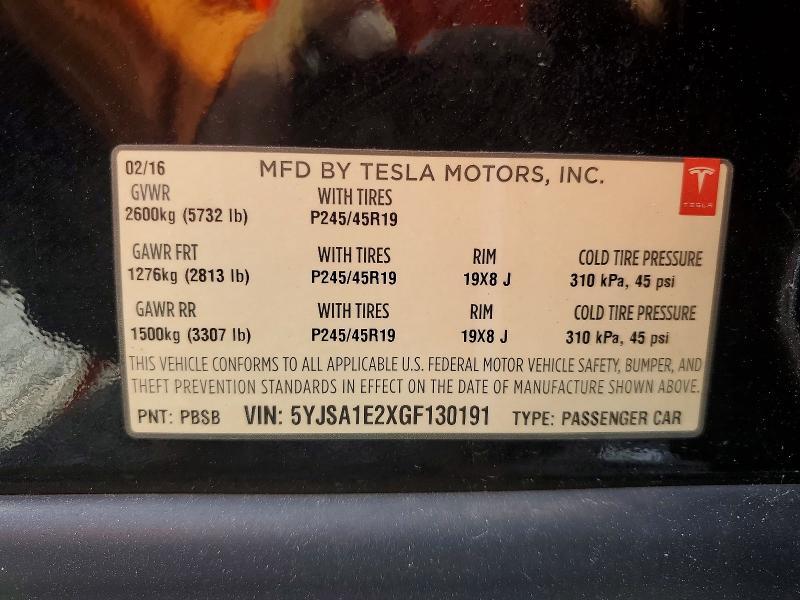 02/16 MFD BY TESLA MOTORS, INC.
TESLA
GVWR WITH TIRES
2600kg (5732 lb) P245/45R19
GAWR FRT WITH TIRES RIM COLD TIRE PRESSURE
1276kg (2813 lb) P245/45R19 19X8 J 310 kPa, 45 psi
GAWR RR WITH TIRES RIM COLD TIRE PRESSURE
1500kg (3307 lb) P245/45R19 19X8 J 310 kPa, 45 psi
THIS VEHICLE CONFORMS TO ALL APPLICABLE U.S. FEDERAL MOTOR VEHICLE SAFETY, BUMPER, AND
THEFT PREVENTION STANDARDS IN EFFECT ON THE DATE OF MANUFACTURE SHOWN ABOVE.
PNT: PBSB VIN: 5YJSA1E2XGF130191 TYPE: PASSENGER CAR